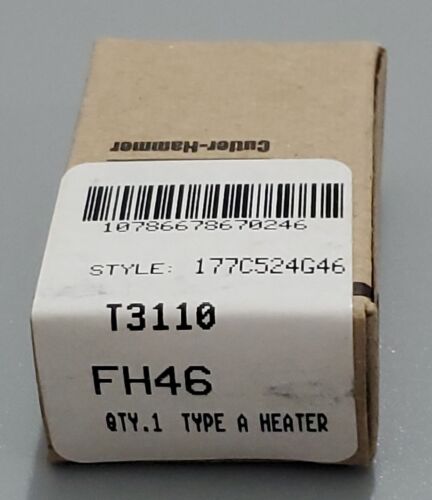 Cutler-Hammer
10786678670246
STYLE: 177C524G46
T3110
FH46
QTY.1 TYPE A HEATER